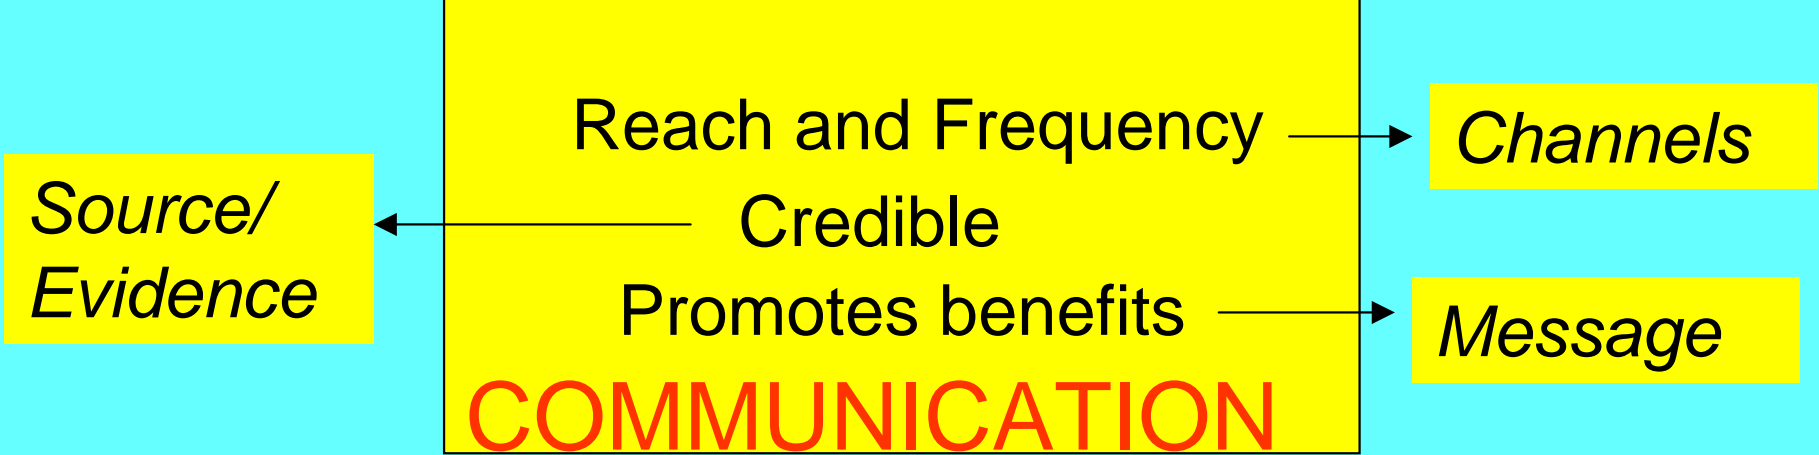 Reach and Frequency
Channels
Source/
Evidence
Credible
Promotes benefits
Message
COMMUNICATION